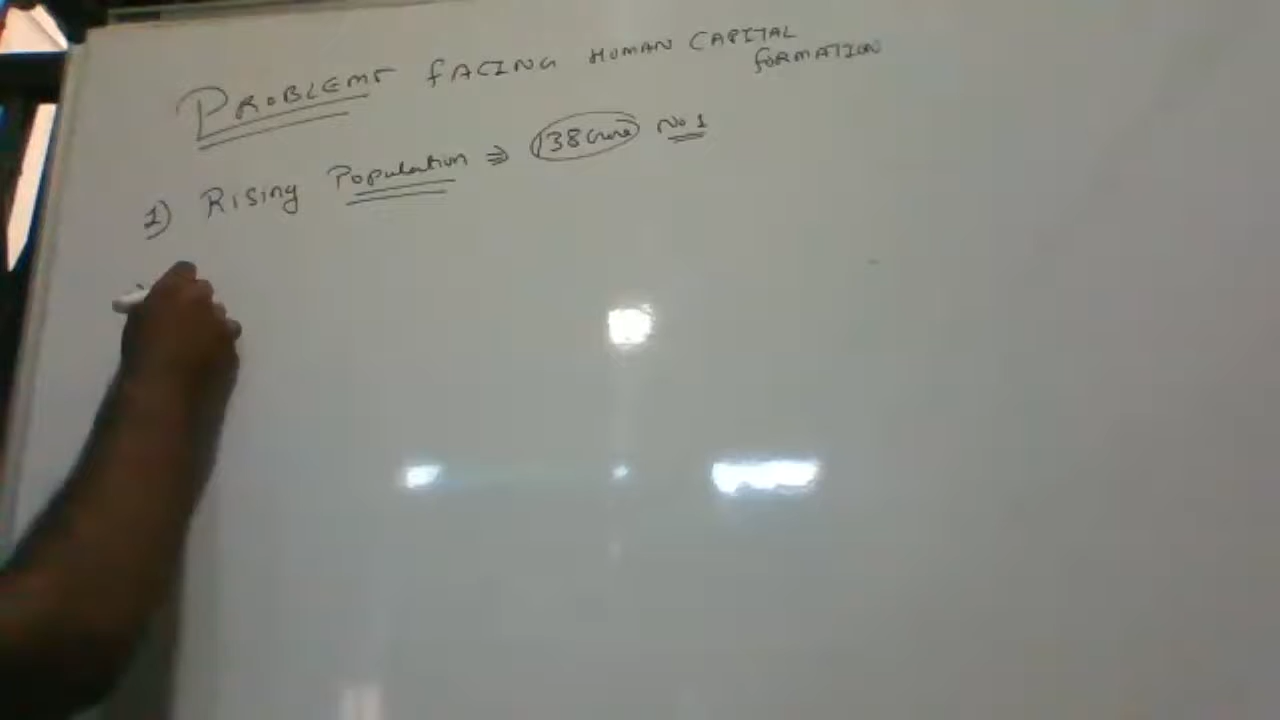 PROBLEMS FACING HUMAN CAPITAL
FORMATION
1) Rising Population ⇒ 138 crore No 1